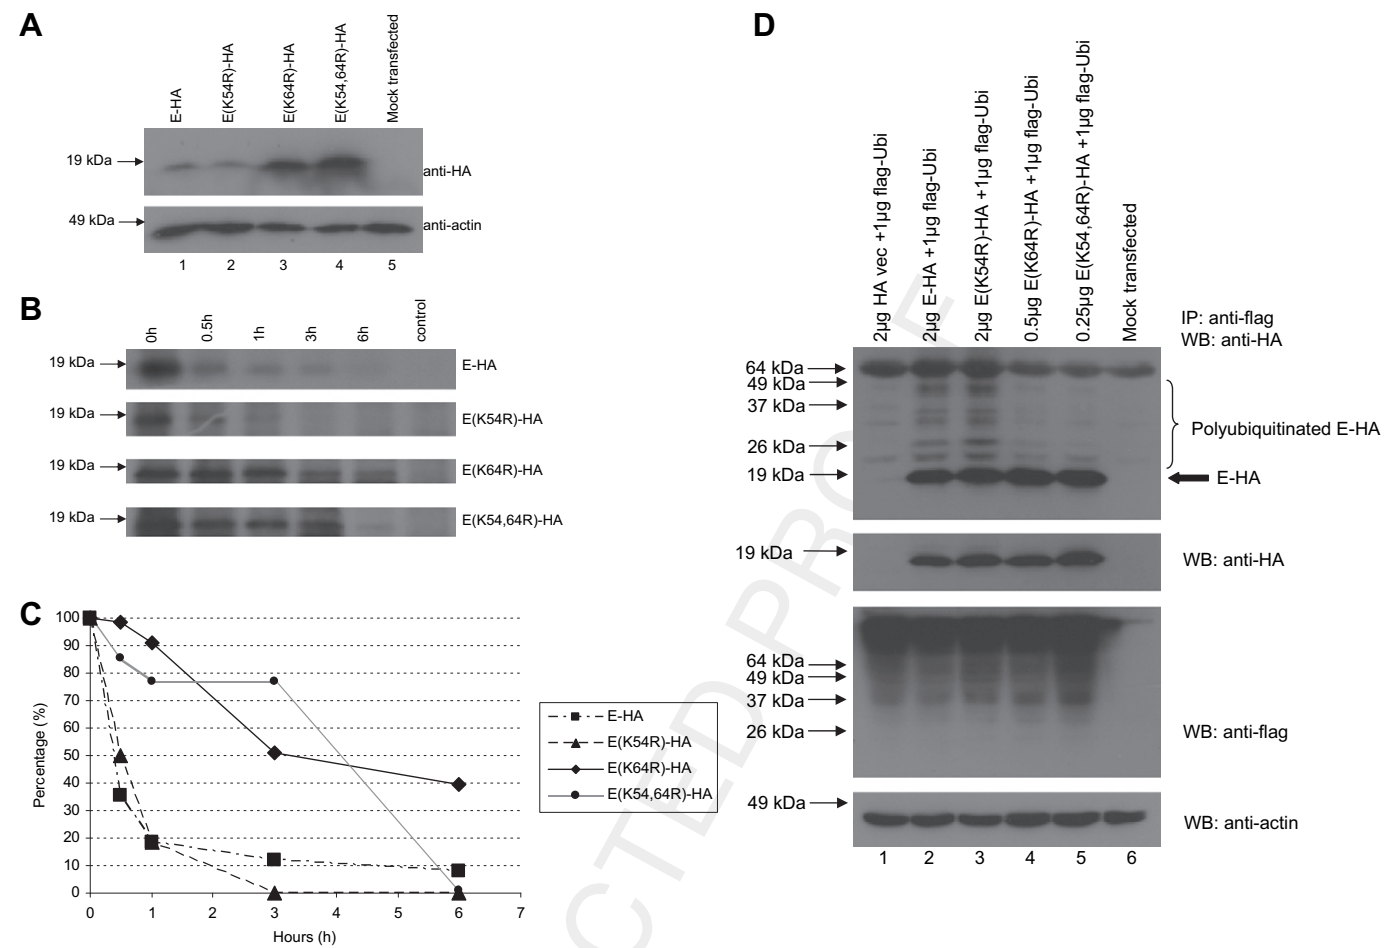 A
E-HA
E(K54R)-HA
E(K64R)-HA
E(K54,64R)-HA
Mock transfected
19 kDa
anti-HA
49 kDa
anti-actin
1 2 3 4 5
B
0h 0.5h 1h 3h 6h control
19 kDa E-HA
19 kDa E(K54R)-HA
19 kDa E(K64R)-HA
19 kDa E(K54,64R)-HA
C
Percentage (%)
100
90
80
70
60
50
40
30
20
10
0
0 1 2 3 4 5 6 7
Hours (h)
E-HA
E(K54R)-HA
E(K64R)-HA
E(K54,64R)-HA
D
2µg HA vec +1µg flag-Ubi
2µg E-HA +1µg flag-Ubi
2µg E(K54R)-HA +1µg flag-Ubi
0.5µg E(K64R)-HA +1µg flag-Ubi
0.25µg E(K54,64R)-HA +1µg flag-Ubi
Mock transfected
IP: anti-flag
WB: anti-HA
64 kDa
49 kDa
37 kDa
26 kDa
19 kDa
Polyubiquitinated E-HA
E-HA
19 kDa
WB: anti-HA
64 kDa
49 kDa
37 kDa
26 kDa
WB: anti-flag
49 kDa
WB: anti-actin
1 2 3 4 5 6